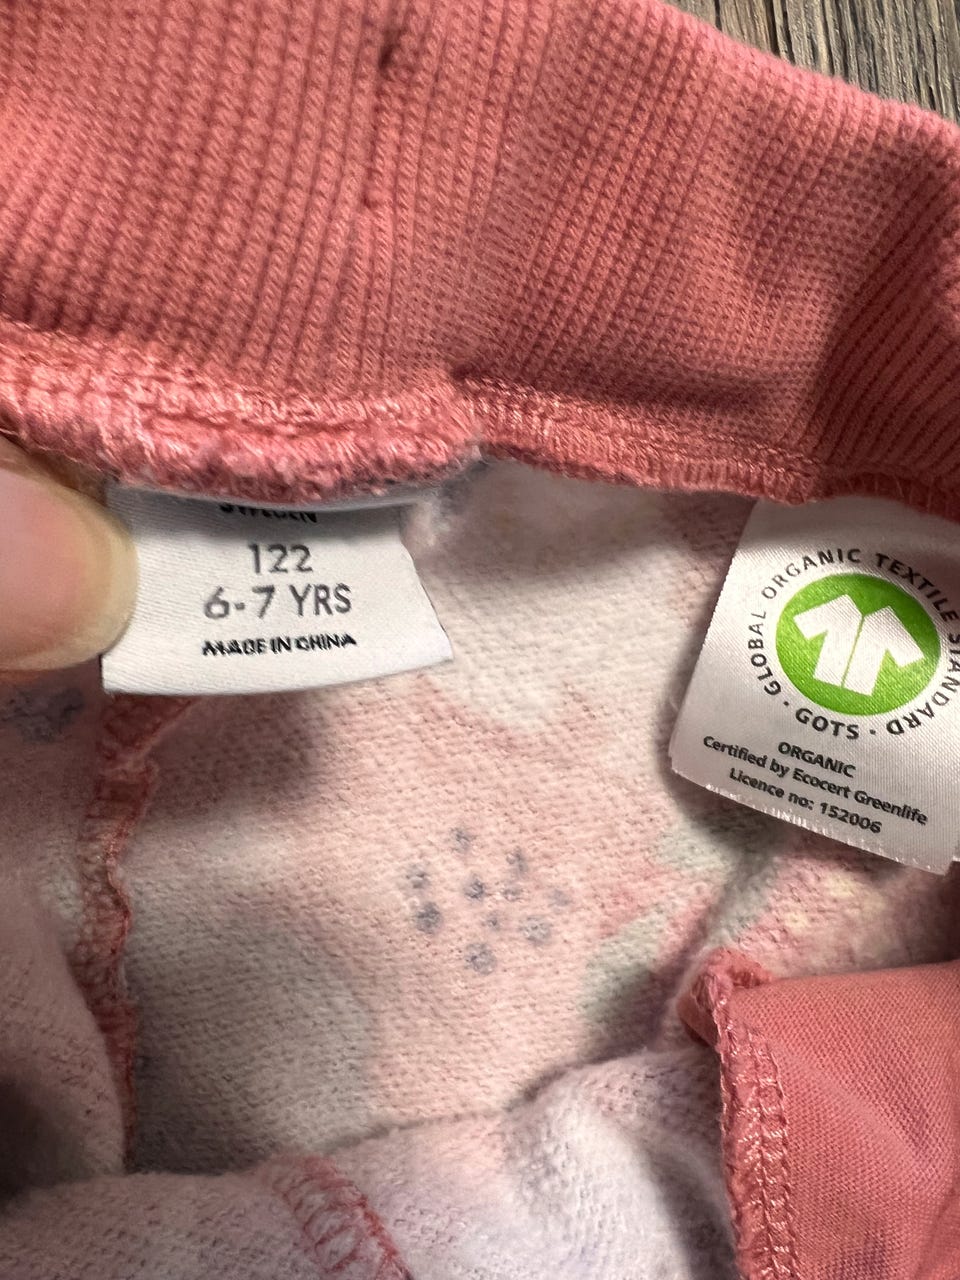 SWEDEN
122
6-7 YRS
MADE IN CHINA
GLOBAL ORGANIC TEXTILE STANDARD · GOTS ·
ORGANIC
Certified by Ecocert Greenlife
Licence no: 152006